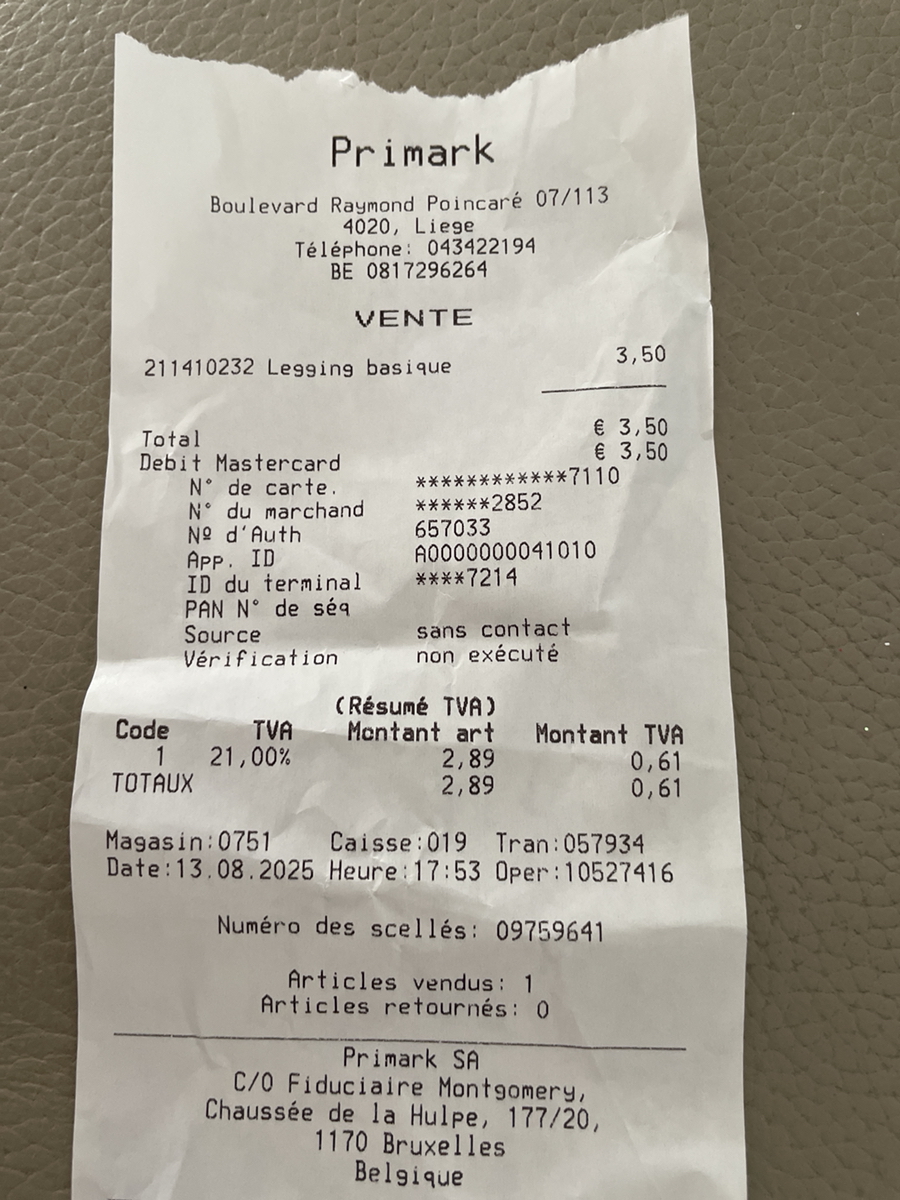 Primark
Boulevard Raymond Poincaré 07/113
4020, Liege
Téléphone: 043422194
BE 0817296264
VENTE
211410232 Legging basique 3,50
Total € 3,50
Debit Mastercard € 3,50
N° de carte. ************7110
N° du marchand ******2852
Nº d'Auth 657033
App. ID A0000000041010
ID du terminal ****7214
PAN N° de séq
Source sans contact
Vérification non exécuté
(Résumé TVA)
Code TVA Montant art Montant TVA
1 21,00% 2,89 0,61
TOTAUX 2,89 0,61
Magasin:0751 Caisse:019 Tran:057934
Date:13.08.2025 Heure:17:53 Oper:10527416
Numéro des scellés: 09759641
Articles vendus: 1
Articles retournés: 0
Primark SA
C/O Fiduciaire Montgomery,
Chaussée de la Hulpe, 177/20,
1170 Bruxelles
Belgique